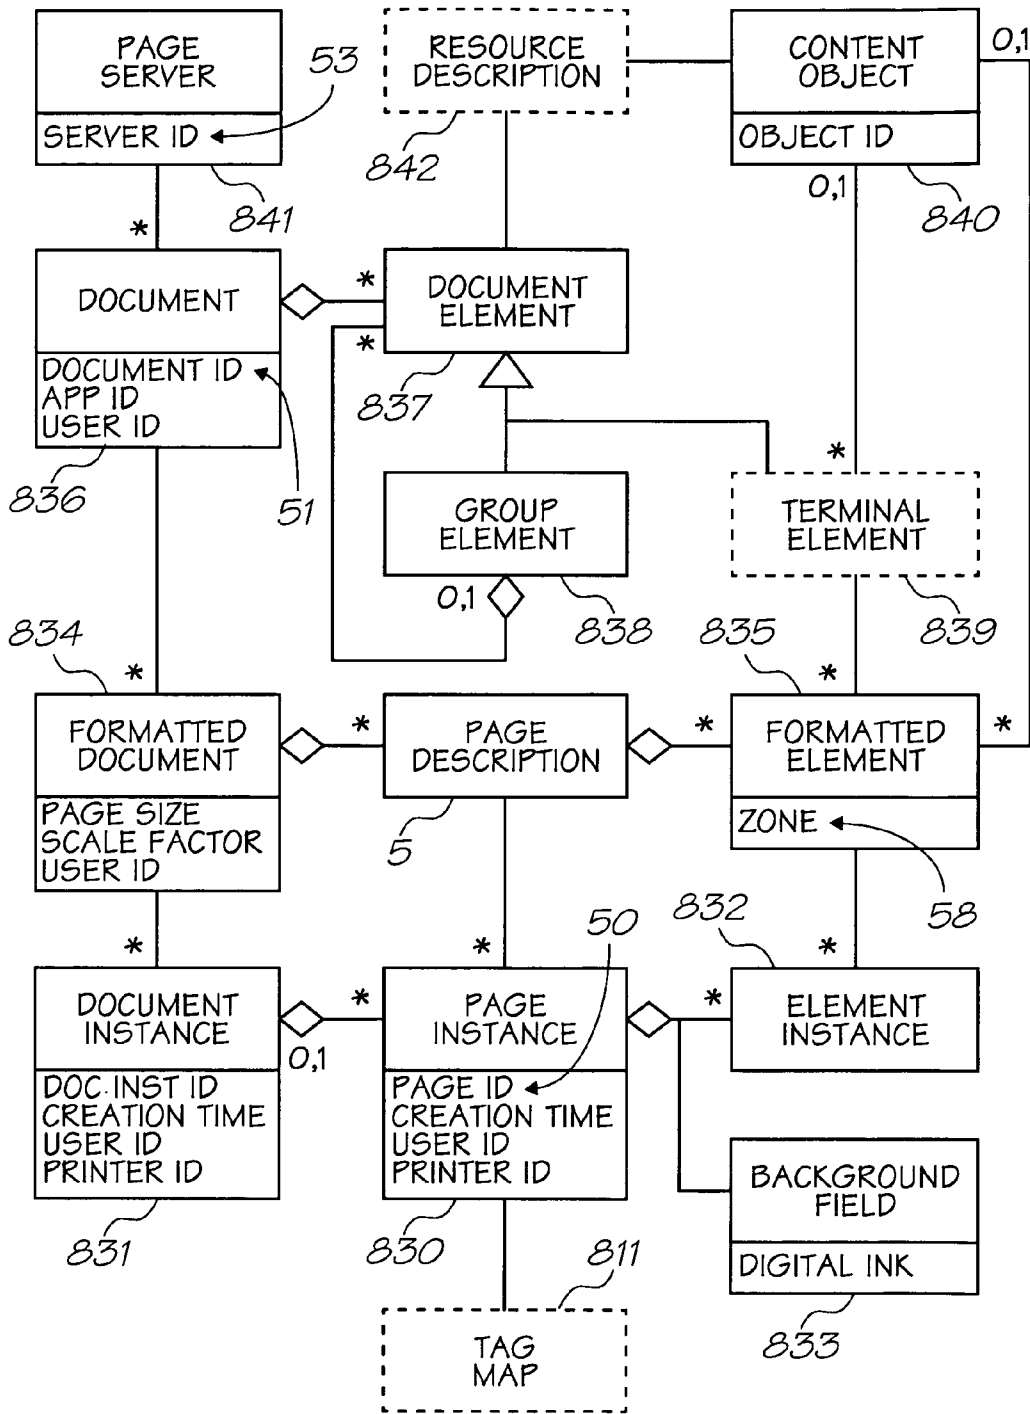 PAGE
SERVER
SERVER ID
53
841
*
RESOURCE
DESCRIPTION
842
CONTENT
OBJECT
OBJECT ID
0,1
0,1
840
DOCUMENT
DOCUMENT ID
APP ID
USER ID
836
51
*
*
DOCUMENT
ELEMENT
837
GROUP
ELEMENT
0,1
838
*
TERMINAL
ELEMENT
839
834
*
FORMATTED
DOCUMENT
PAGE SIZE
SCALE FACTOR
USER ID
*
PAGE
DESCRIPTION
5
835
*
*
*
FORMATTED
ELEMENT
ZONE
58
*
DOCUMENT
INSTANCE
0,1
DOC INST ID
CREATION TIME
USER ID
PRINTER ID
831
50
*
*
PAGE
INSTANCE
PAGE ID
CREATION TIME
USER ID
PRINTER ID
830
832
*
*
ELEMENT
INSTANCE
BACKGROUND
FIELD
DIGITAL INK
833
811
TAG
MAP